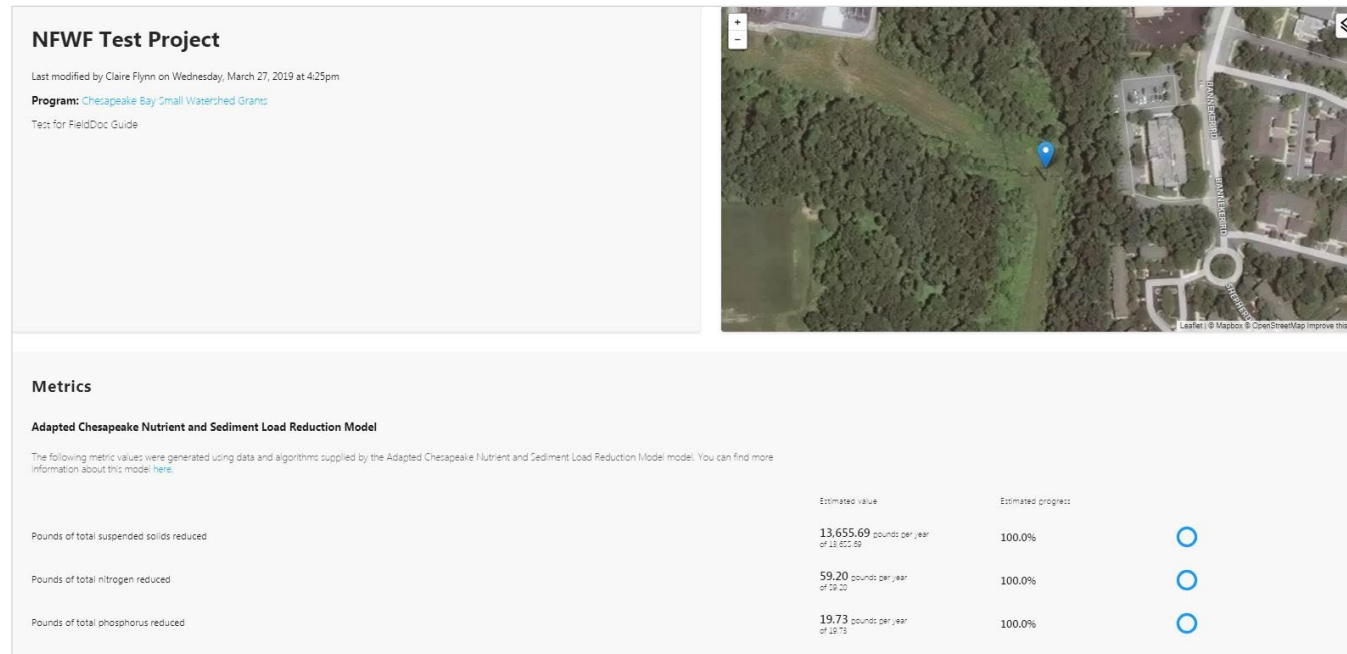 NFWF Test Project
Last modified by Claire Flynn on Wednesday, March 27, 2019 at 4:25pm
Program: Chesapeake Bay Small Watershed Grants
Test for FieldDoc Guide
+
−
BANNEKER RD
BANNEKER RD
SHEPHERD
Leaflet | © Mapbox © OpenStreetMap Improve this
Metrics
Adapted Chesapeake Nutrient and Sediment Load Reduction Model
The following metric values were generated using data and algorithms supplied by the Adapted Chesapeake Nutrient and Sediment Load Reduction Model model. You can find more
information about this model here.
Estimated value Estimated progress
Pounds of total suspended solids reduced 13,655.69 pounds per year 100.0%
of 13,655.69
Pounds of total nitrogen reduced 59.20 pounds per year 100.0%
of 59.20
Pounds of total phosphorus reduced 19.73 pounds per year 100.0%
of 19.73